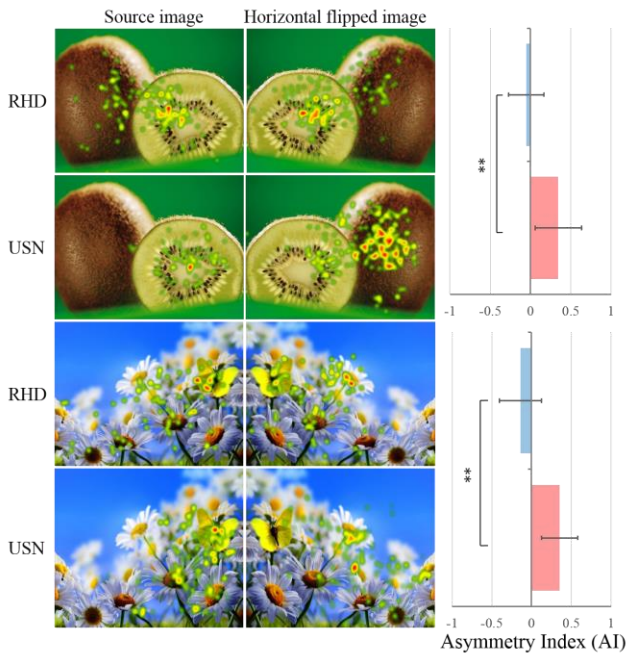 Source image Horizontal flipped image
RHD
**
USN
-1 -0.5 0 0.5 1
RHD
**
USN
-1 -0.5 0 0.5 1
Asymmetry Index (AI)